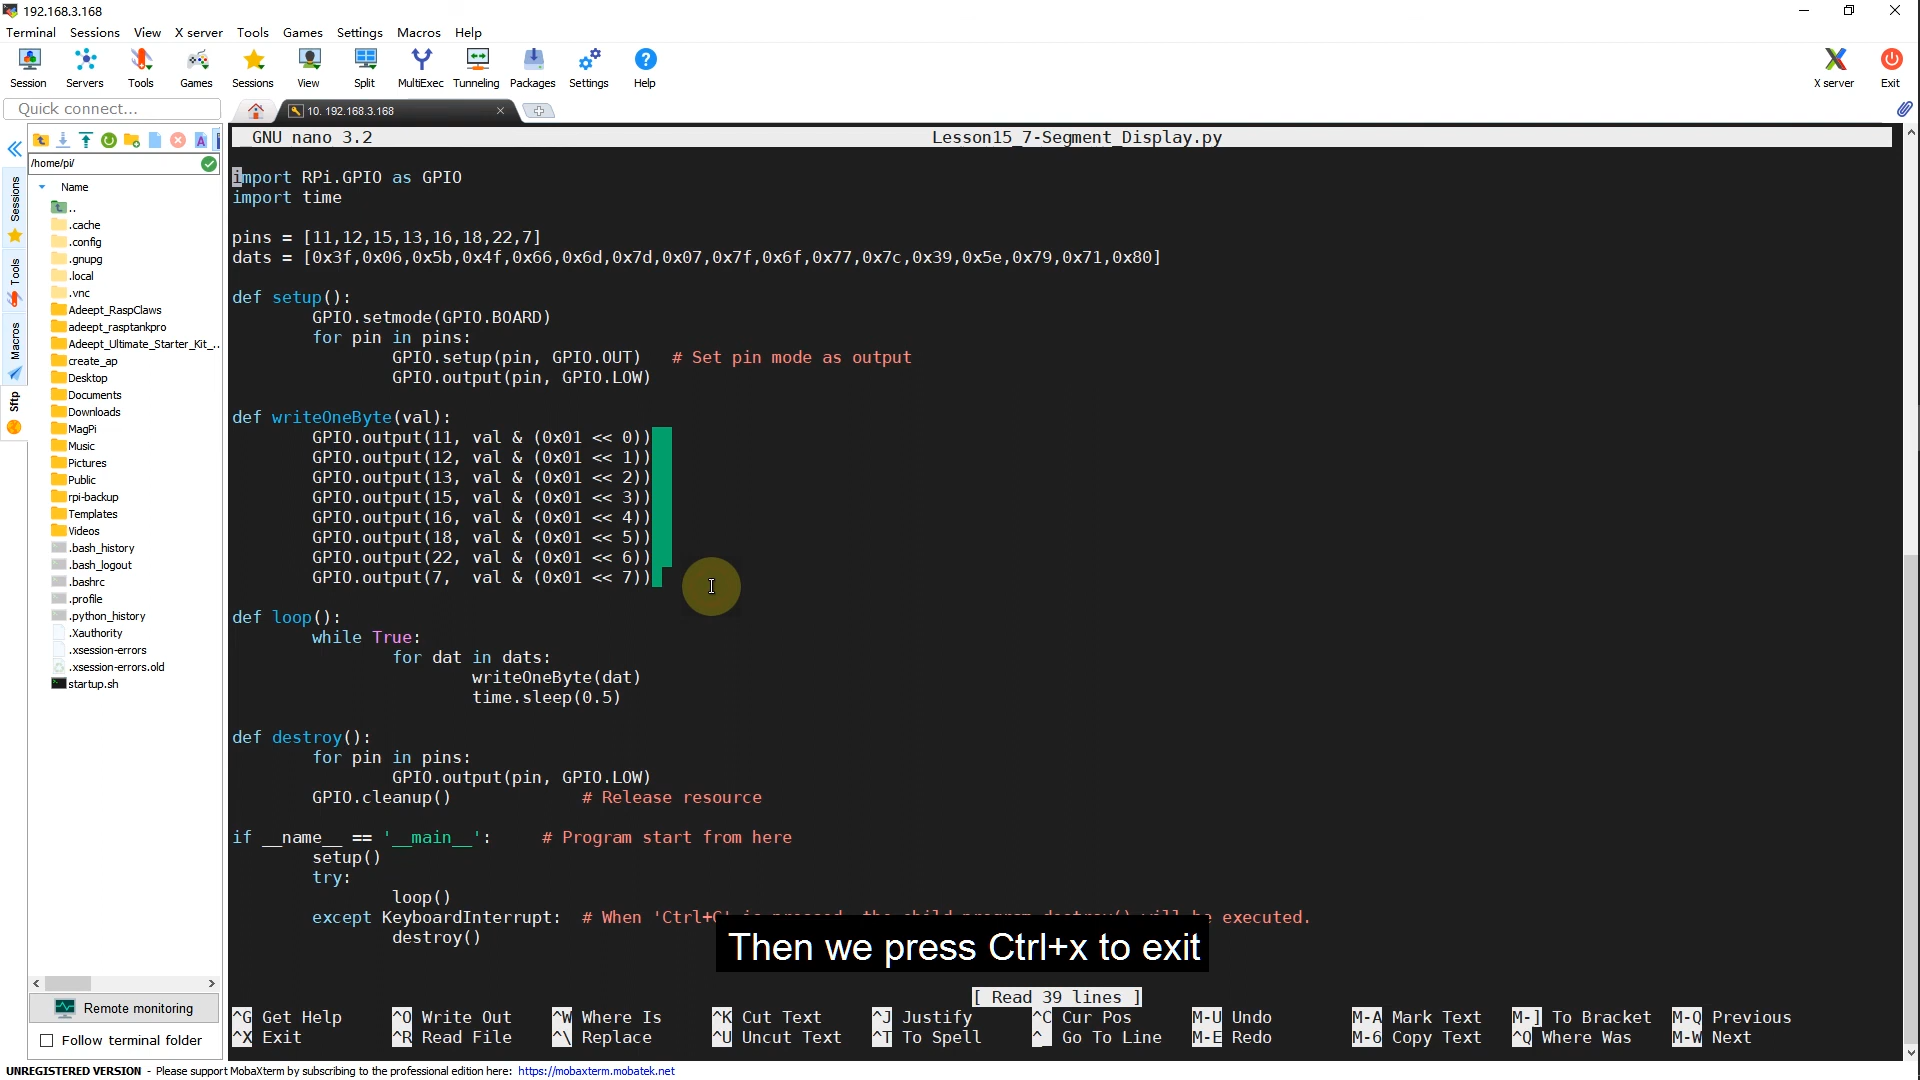 192.168.3.168
Terminal Sessions View X server Tools Games Settings Macros Help
Session Servers Tools Games Sessions View Split MultiExec Tunneling Packages Settings Help X server Exit
Quick connect...
10. 192.168.3.168
/home/pi/
Name
..
.cache
.config
.gnupg
.local
.vnc
Adeept_RaspClaws
adeept_rasptankpro
Adeept_Ultimate_Starter_Kit_..
create_ap
Desktop
Documents
Downloads
MagPi
Music
Pictures
Public
rpi-backup
Templates
Videos
.bash_history
.bash_logout
.bashrc
.profile
.python_history
.Xauthority
.xsession-errors
.xsession-errors.old
startup.sh
Sessions
Tools
Macros
Sftp
Remote monitoring
Follow terminal folder
GNU nano 3.2 Lesson15_7-Segment_Display.py
import RPi.GPIO as GPIO
import time
pins = [11,12,15,13,16,18,22,7]
dats = [0x3f,0x06,0x5b,0x4f,0x66,0x6d,0x7d,0x07,0x7f,0x6f,0x77,0x7c,0x39,0x5e,0x79,0x71,0x80]
def setup():
GPIO.setmode(GPIO.BOARD)
for pin in pins:
GPIO.setup(pin, GPIO.OUT) # Set pin mode as output
GPIO.output(pin, GPIO.LOW)
def writeOneByte(val):
GPIO.output(11, val & (0x01 << 0))
GPIO.output(12, val & (0x01 << 1))
GPIO.output(13, val & (0x01 << 2))
GPIO.output(15, val & (0x01 << 3))
GPIO.output(16, val & (0x01 << 4))
GPIO.output(18, val & (0x01 << 5))
GPIO.output(22, val & (0x01 << 6))
GPIO.output(7, val & (0x01 << 7))
def loop():
while True:
for dat in dats:
writeOneByte(dat)
time.sleep(0.5)
def destroy():
for pin in pins:
GPIO.output(pin, GPIO.LOW)
GPIO.cleanup() # Release resource
if __name__ == '__main__': # Program start from here
setup()
try:
loop()
except KeyboardInterrupt: # When 'Ctrl+C' is pressed, the child program destroy() will be executed.
destroy()
Then we press Ctrl+x to exit
[ Read 39 lines ]
^G Get Help ^O Write Out ^W Where Is ^K Cut Text ^J Justify ^C Cur Pos M-U Undo M-A Mark Text M-] To Bracket M-Q Previous
^X Exit ^R Read File ^\ Replace ^U Uncut Text ^T To Spell ^_ Go To Line M-E Redo M-6 Copy Text ^Q Where Was M-W Next
UNREGISTERED VERSION - Please support MobaXterm by subscribing to the professional edition here: https://mobaxterm.mobatek.net